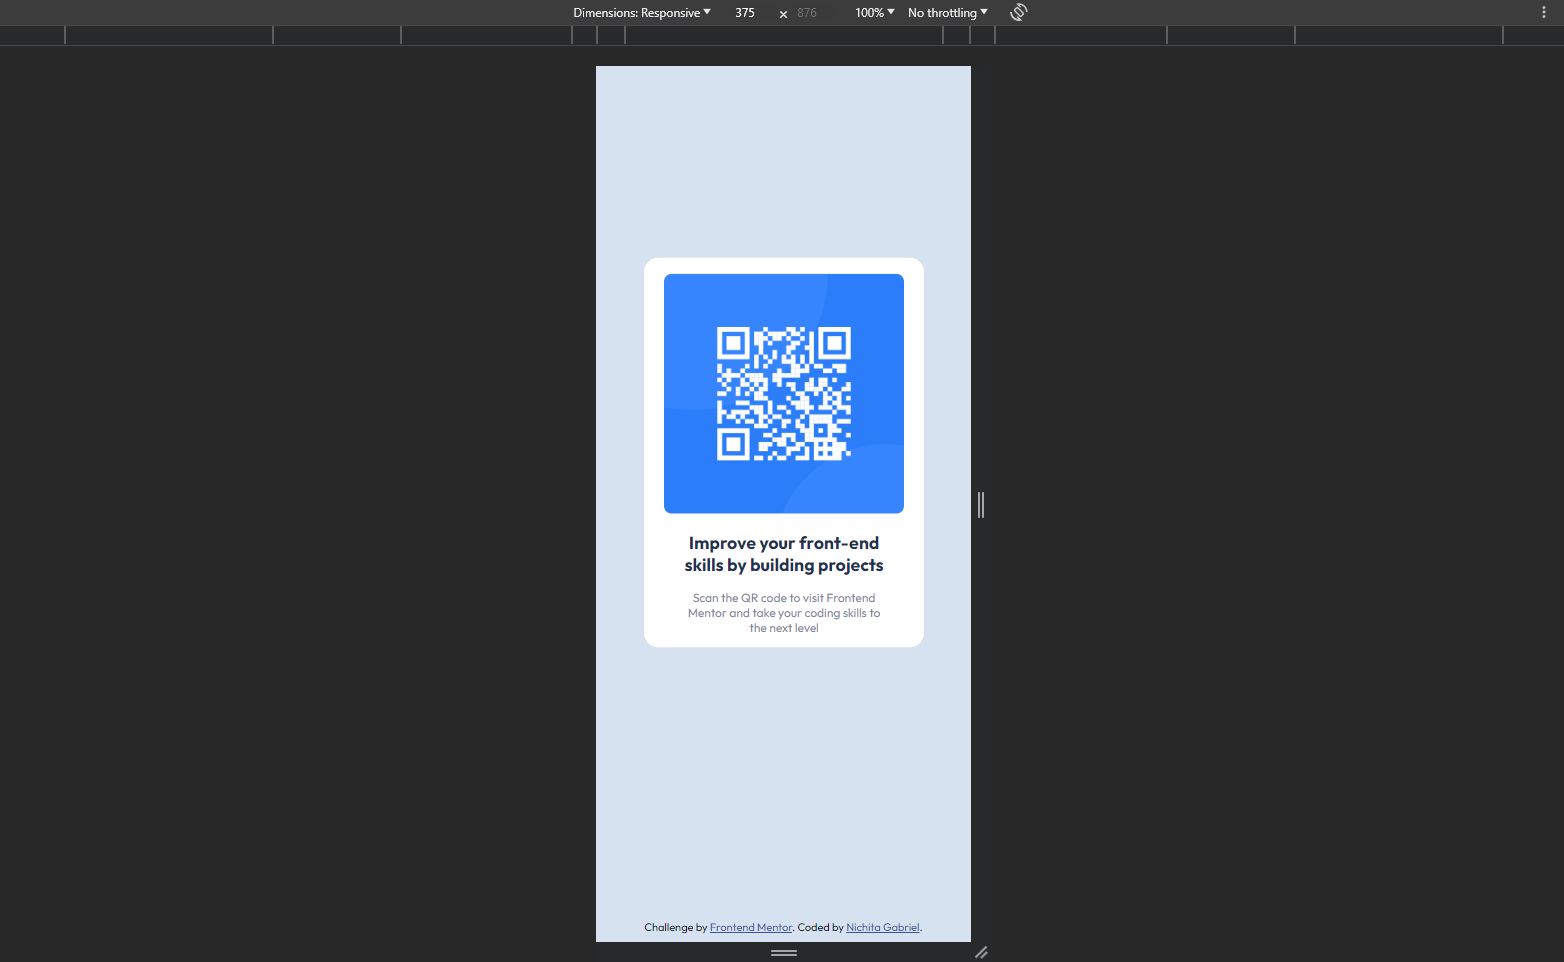 Dimensions: Responsive 375 × 876 100% No throttling
Improve your front-end
skills by building projects
Scan the QR code to visit Frontend
Mentor and take your coding skills to
the next level
Challenge by Frontend Mentor. Coded by Nichita Gabriel.